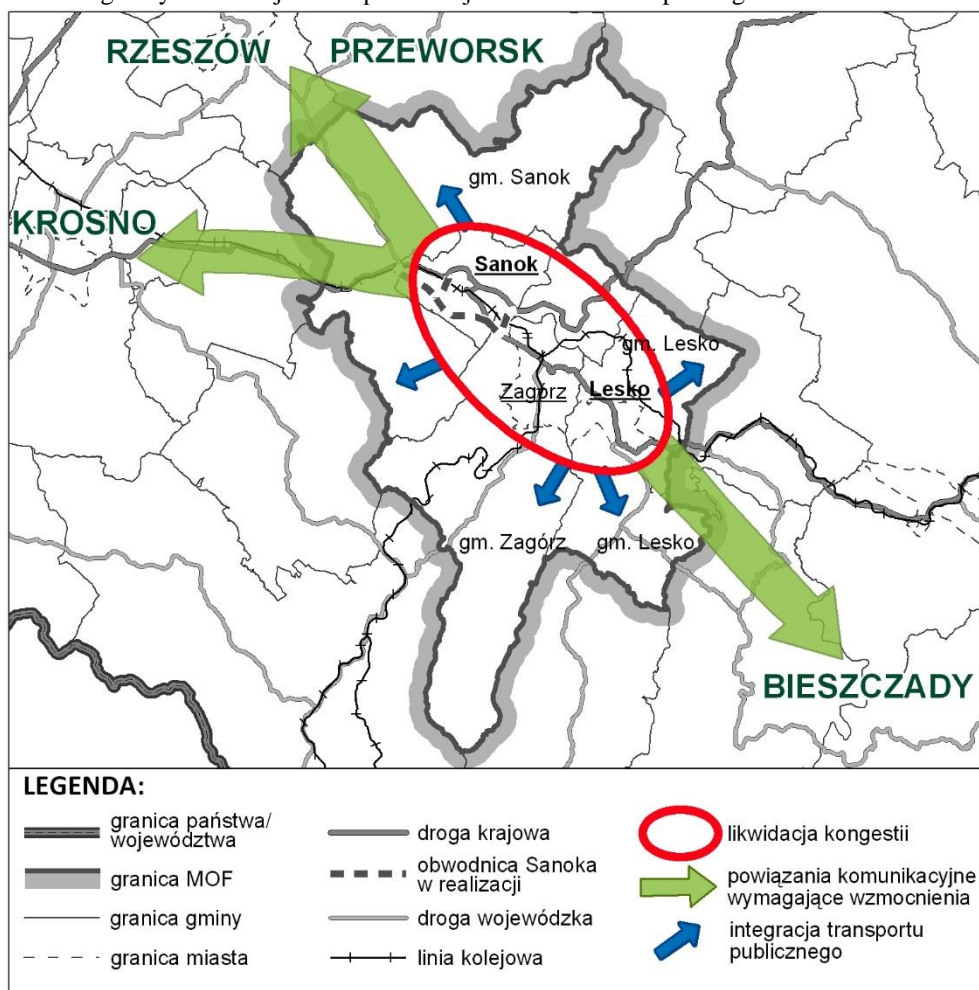 RZESZÓW PRZEWORSK
gm. Sanok
KROSNO
Sanok
gm. Lesko
Zagórz
Lesko
gm. Zagórz
gm. Lesko
BIESZCZADY
LEGENDA:
granica państwa/
województwa
granica MOF
granica gminy
granica miasta
droga krajowa
obwodnica Sanoka
w realizacji
droga wojewódzka
linia kolejowa
likwidacja kongestii
powiązania komunikacyjne
wymagające wzmocnienia
integracja transportu
publicznego